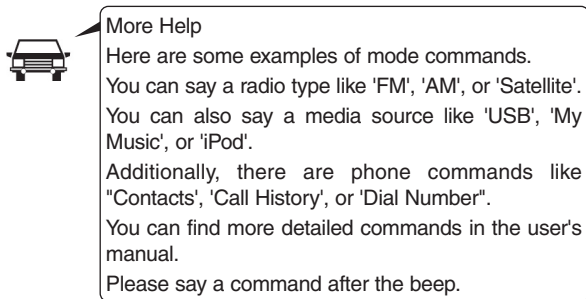 More Help
Here are some examples of mode commands.
You can say a radio type like 'FM', 'AM', or 'Satellite'.
You can also say a media source like 'USB', 'My
Music', or 'iPod'.
Additionally, there are phone commands like
"Contacts', 'Call History', or 'Dial Number".
You can find more detailed commands in the user's
manual.
Please say a command after the beep.